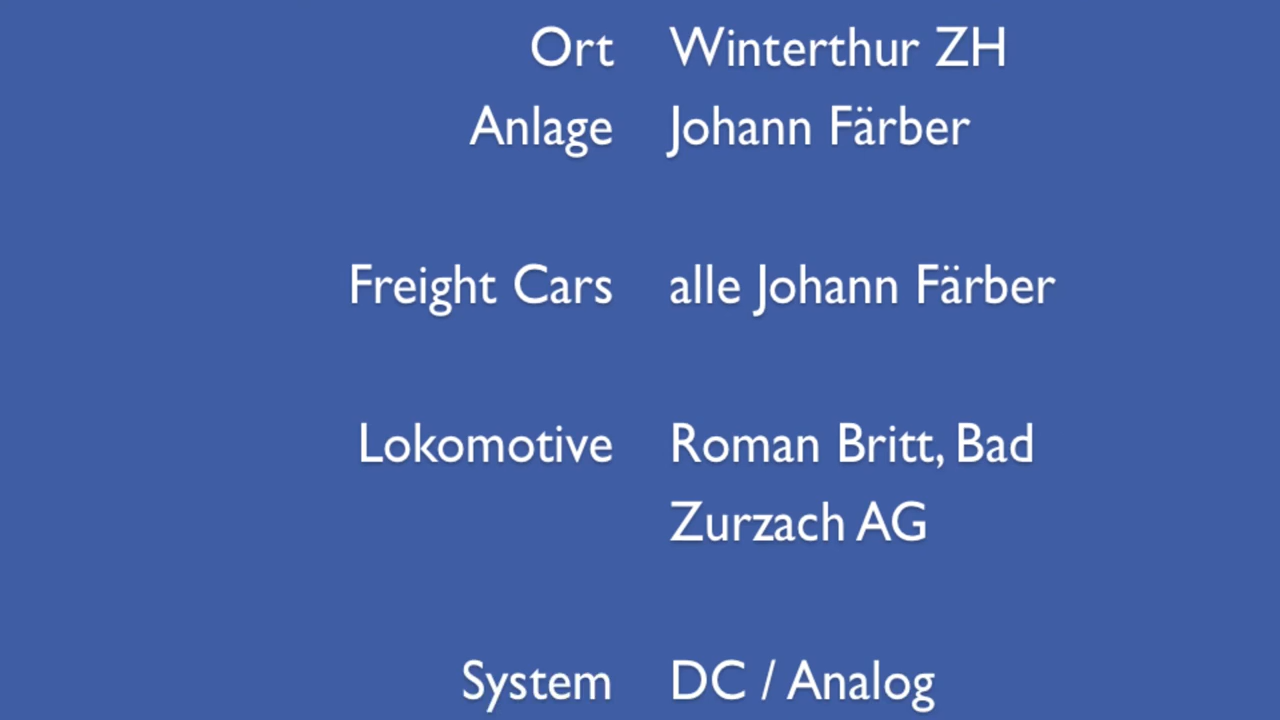 Ort Winterthur ZH
Anlage Johann Färber
Freight Cars alle Johann Färber
Lokomotive Roman Britt, Bad
Zurzach AG
System DC / Analog